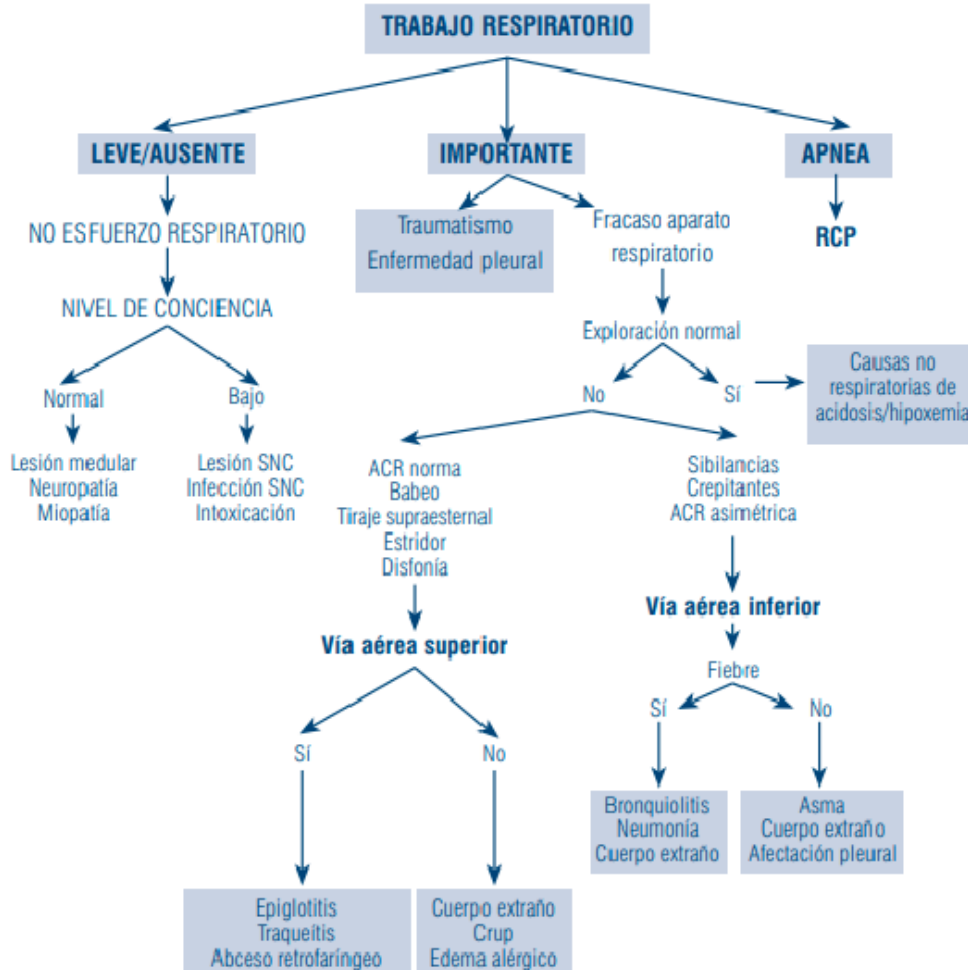 TRABAJO RESPIRATORIO
LEVE/AUSENTE
IMPORTANTE
APNEA
NO ESFUERZO RESPIRATORIO
Traumatismo
Enfermedad pleural
Fracaso aparato
respiratorio
RCP
NIVEL DE CONCIENCIA
Exploración normal
Normal
Bajo
No
Sí
Causas no
respiratorias de
acidosis/hipoxemia
Lesión medular
Neuropatía
Miopatía
Lesión SNC
Infección SNC
Intoxicación
ACR norma
Babeo
Tiraje supraesternal
Estridor
Disfonía
Sibilancias
Crepitantes
ACR asimétrica
Vía aérea superior
Vía aérea inferior
Fiebre
Sí
No
Sí
No
Bronquiolitis
Neumonía
Cuerpo extraño
Asma
Cuerpo extraño
Afectación pleural
Epiglotitis
Traqueítis
Abceso retrofaríngeo
Cuerpo extraño
Crup
Edema alérgico